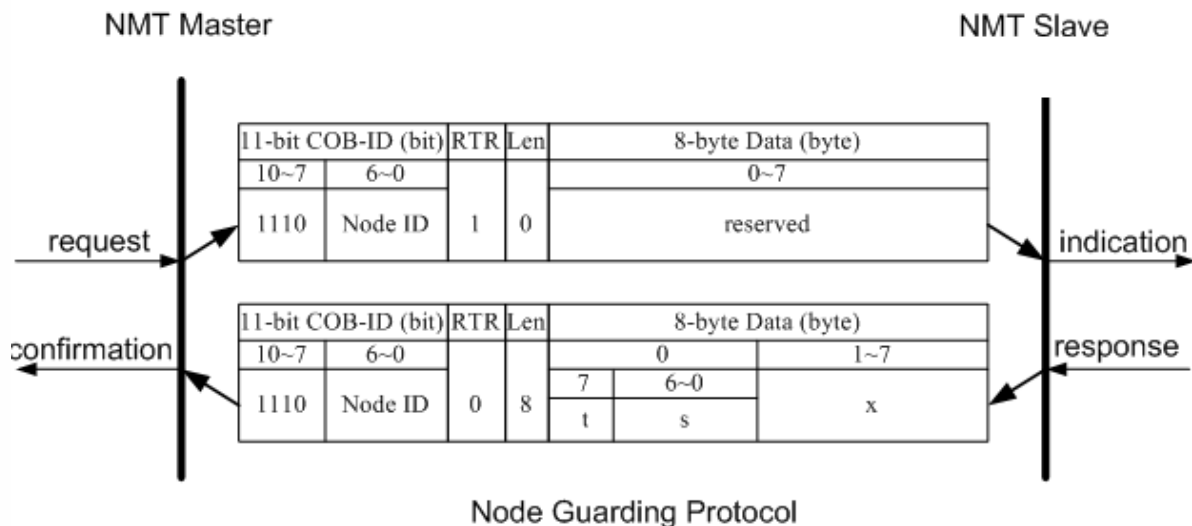 NMT Master
NMT Slave
11-bit COB-ID (bit) RTR Len 8-byte Data (byte)
10~7 6~0 0~7
1110 Node ID 1 0 reserved
request
indication
11-bit COB-ID (bit) RTR Len 8-byte Data (byte)
confirmation
response
10~7 6~0 0 1~7
7 6~0
1110 Node ID 0 8 t s x
Node Guarding Protocol